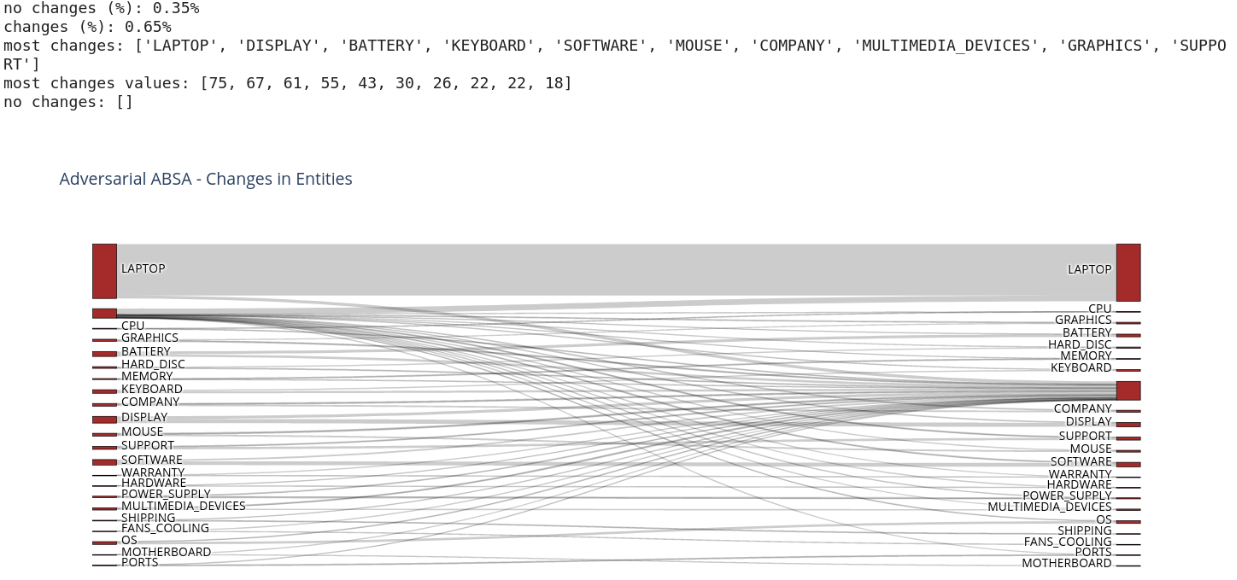 no changes (%): 0.35%
changes (%): 0.65%
most changes: ['LAPTOP', 'DISPLAY', 'BATTERY', 'KEYBOARD', 'SOFTWARE', 'MOUSE', 'COMPANY', 'MULTIMEDIA_DEVICES', 'GRAPHICS', 'SUPPO
RT']
most changes values: [75, 67, 61, 55, 43, 30, 26, 22, 22, 18]
no changes: []
Adversarial ABSA - Changes in Entities
LAPTOP
CPU
GRAPHICS
BATTERY
HARD_DISC
MEMORY
KEYBOARD
COMPANY
DISPLAY
MOUSE
SUPPORT
SOFTWARE
WARRANTY
HARDWARE
POWER_SUPPLY
MULTIMEDIA_DEVICES
SHIPPING
FANS_COOLING
OS
MOTHERBOARD
PORTS
LAPTOP
CPU
GRAPHICS
BATTERY
HARD_DISC
MEMORY
KEYBOARD
COMPANY
DISPLAY
SUPPORT
MOUSE
SOFTWARE
WARRANTY
HARDWARE
POWER_SUPPLY
MULTIMEDIA_DEVICES
OS
SHIPPING
FANS_COOLING
PORTS
MOTHERBOARD